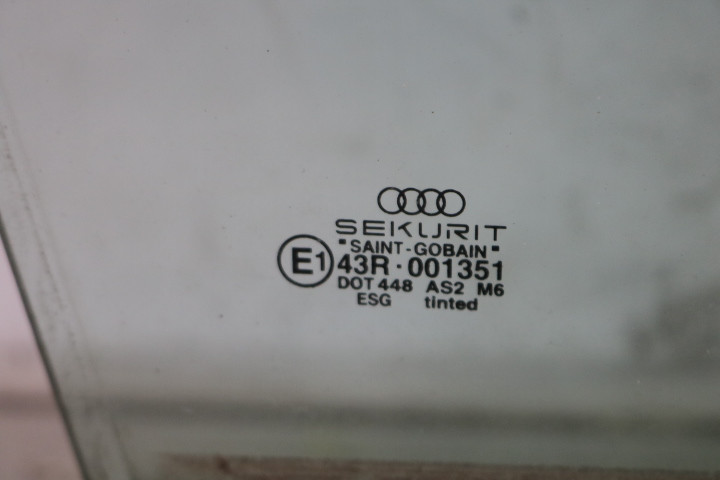 SEKURIT
"SAINT-GOBAIN"
E1 43R·001351
DOT 448 AS2 M6
ESG tinted